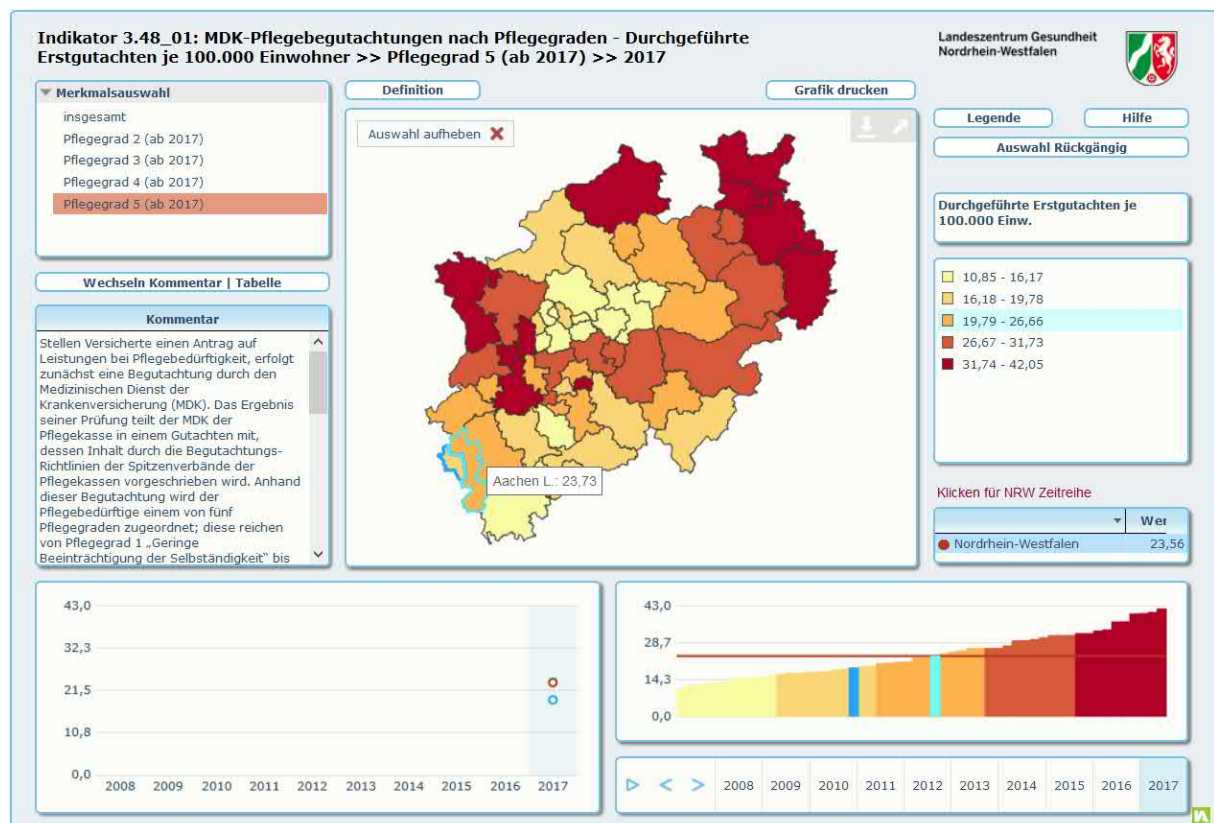 Indikator 3.48_01: MDK-Pflegebegutachtungen nach Pflegegraden - Durchgeführte
Erstgutachten je 100.000 Einwohner >> Pflegegrad 5 (ab 2017) >> 2017
Landeszentrum Gesundheit
Nordrhein-Westfalen
Merkmalsauswahl
insgesamt
Pflegegrad 2 (ab 2017)
Pflegegrad 3 (ab 2017)
Pflegegrad 4 (ab 2017)
Pflegegrad 5 (ab 2017)
Wechseln Kommentar | Tabelle
Kommentar
Stellen Versicherte einen Antrag auf
Leistungen bei Pflegebedürftigkeit, erfolgt
zunächst eine Begutachtung durch den
Medizinischen Dienst der
Krankenversicherung (MDK). Das Ergebnis
seiner Prüfung teilt der MDK der
Pflegekasse in einem Gutachten mit,
dessen Inhalt durch die Begutachtungs-
Richtlinien der Spitzenverbände der
Pflegekassen vorgeschrieben wird. Anhand
dieser Begutachtung wird der
Pflegebedürftige einem von fünf
Pflegegraden zugeordnet; diese reichen
von Pflegegrad 1 „Geringe
Beeinträchtigung der Selbständigkeit" bis
Definition
Grafik drucken
Auswahl aufheben
Aachen L.: 23,73
Legende
Hilfe
Auswahl Rückgängig
Durchgeführte Erstgutachten je
100.000 Einw.
10,85 - 16,17
16,18 - 19,78
19,79 - 26,66
26,67 - 31,73
31,74 - 42,05
Klicken für NRW Zeitreihe
Wer
Nordrhein-Westfalen 23,56
43,0
32,3
21,5
10,8
0,0
2008 2009 2010 2011 2012 2013 2014 2015 2016 2017
43,0
28,7
14,3
0,0
2008 2009 2010 2011 2012 2013 2014 2015 2016 2017